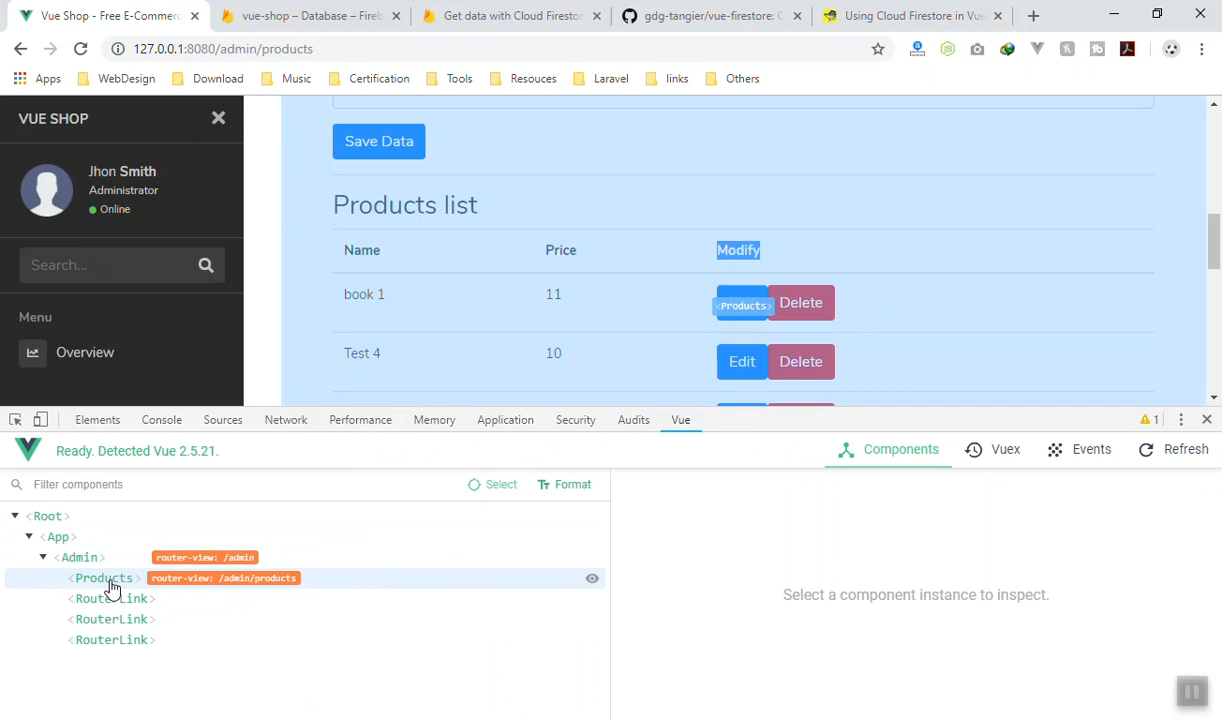 Vue Shop - Free E-Commerc
vue-shop – Database – Fireb
Get data with Cloud Firestor
gdg-tangier/vue-firestore: C
Using Cloud Firestore in Vue
127.0.0.1:8080/admin/products
Apps
WebDesign
Download
Music
Certification
Tools
Resouces
Laravel
links
Others
VUE SHOP
Jhon Smith
Administrator
Online
Search...
Menu
Overview
Save Data
Products list
Name Price Modify
book 1 11 <Products> Delete
Test 4 10 Edit Delete
Elements Console Sources Network Performance Memory Application Security Audits Vue 1
Ready. Detected Vue 2.5.21.
Components Vuex Events Refresh
Filter components Select Format
<Root>
<App>
<Admin> router-view: /admin
<Products> router-view: /admin/products
<RouterLink>
<RouterLink>
<RouterLink>
Select a component instance to inspect.